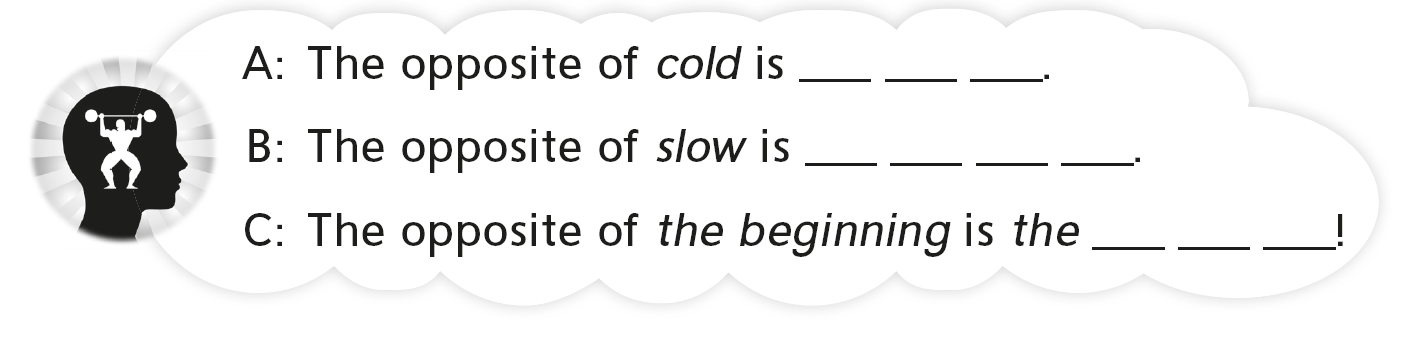 A: The opposite of cold is ___ ___ ___.
B: The opposite of slow is ___ ___ ___ ___.
C: The opposite of the beginning is the ___ ___ ___!